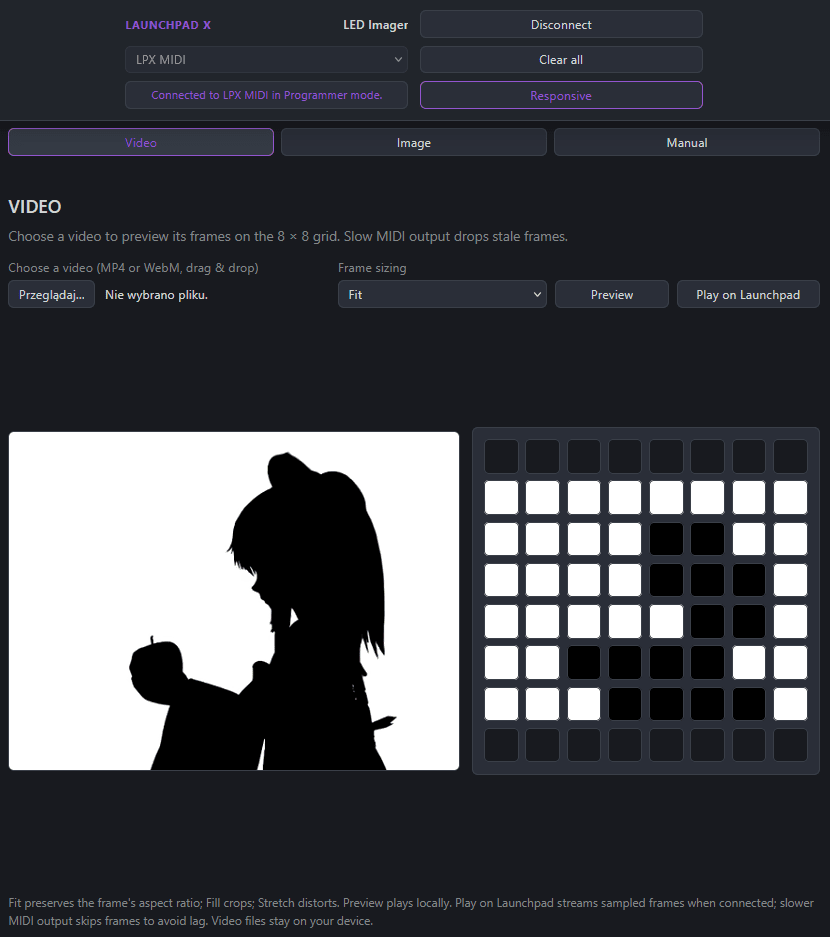 LAUNCHPAD X
LED Imager
Disconnect
LPX MIDI
Clear all
Connected to LPX MIDI in Programmer mode.
Responsive
Video
Image
Manual
VIDEO
Choose a video to preview its frames on the 8 × 8 grid. Slow MIDI output drops stale frames.
Choose a video (MP4 or WebM, drag & drop)
Frame sizing
Przeglądaj...
Nie wybrano pliku.
Fit
Preview
Play on Launchpad
Fit preserves the frame's aspect ratio; Fill crops; Stretch distorts. Preview plays locally. Play on Launchpad streams sampled frames when connected; slower
MIDI output skips frames to avoid lag. Video files stay on your device.